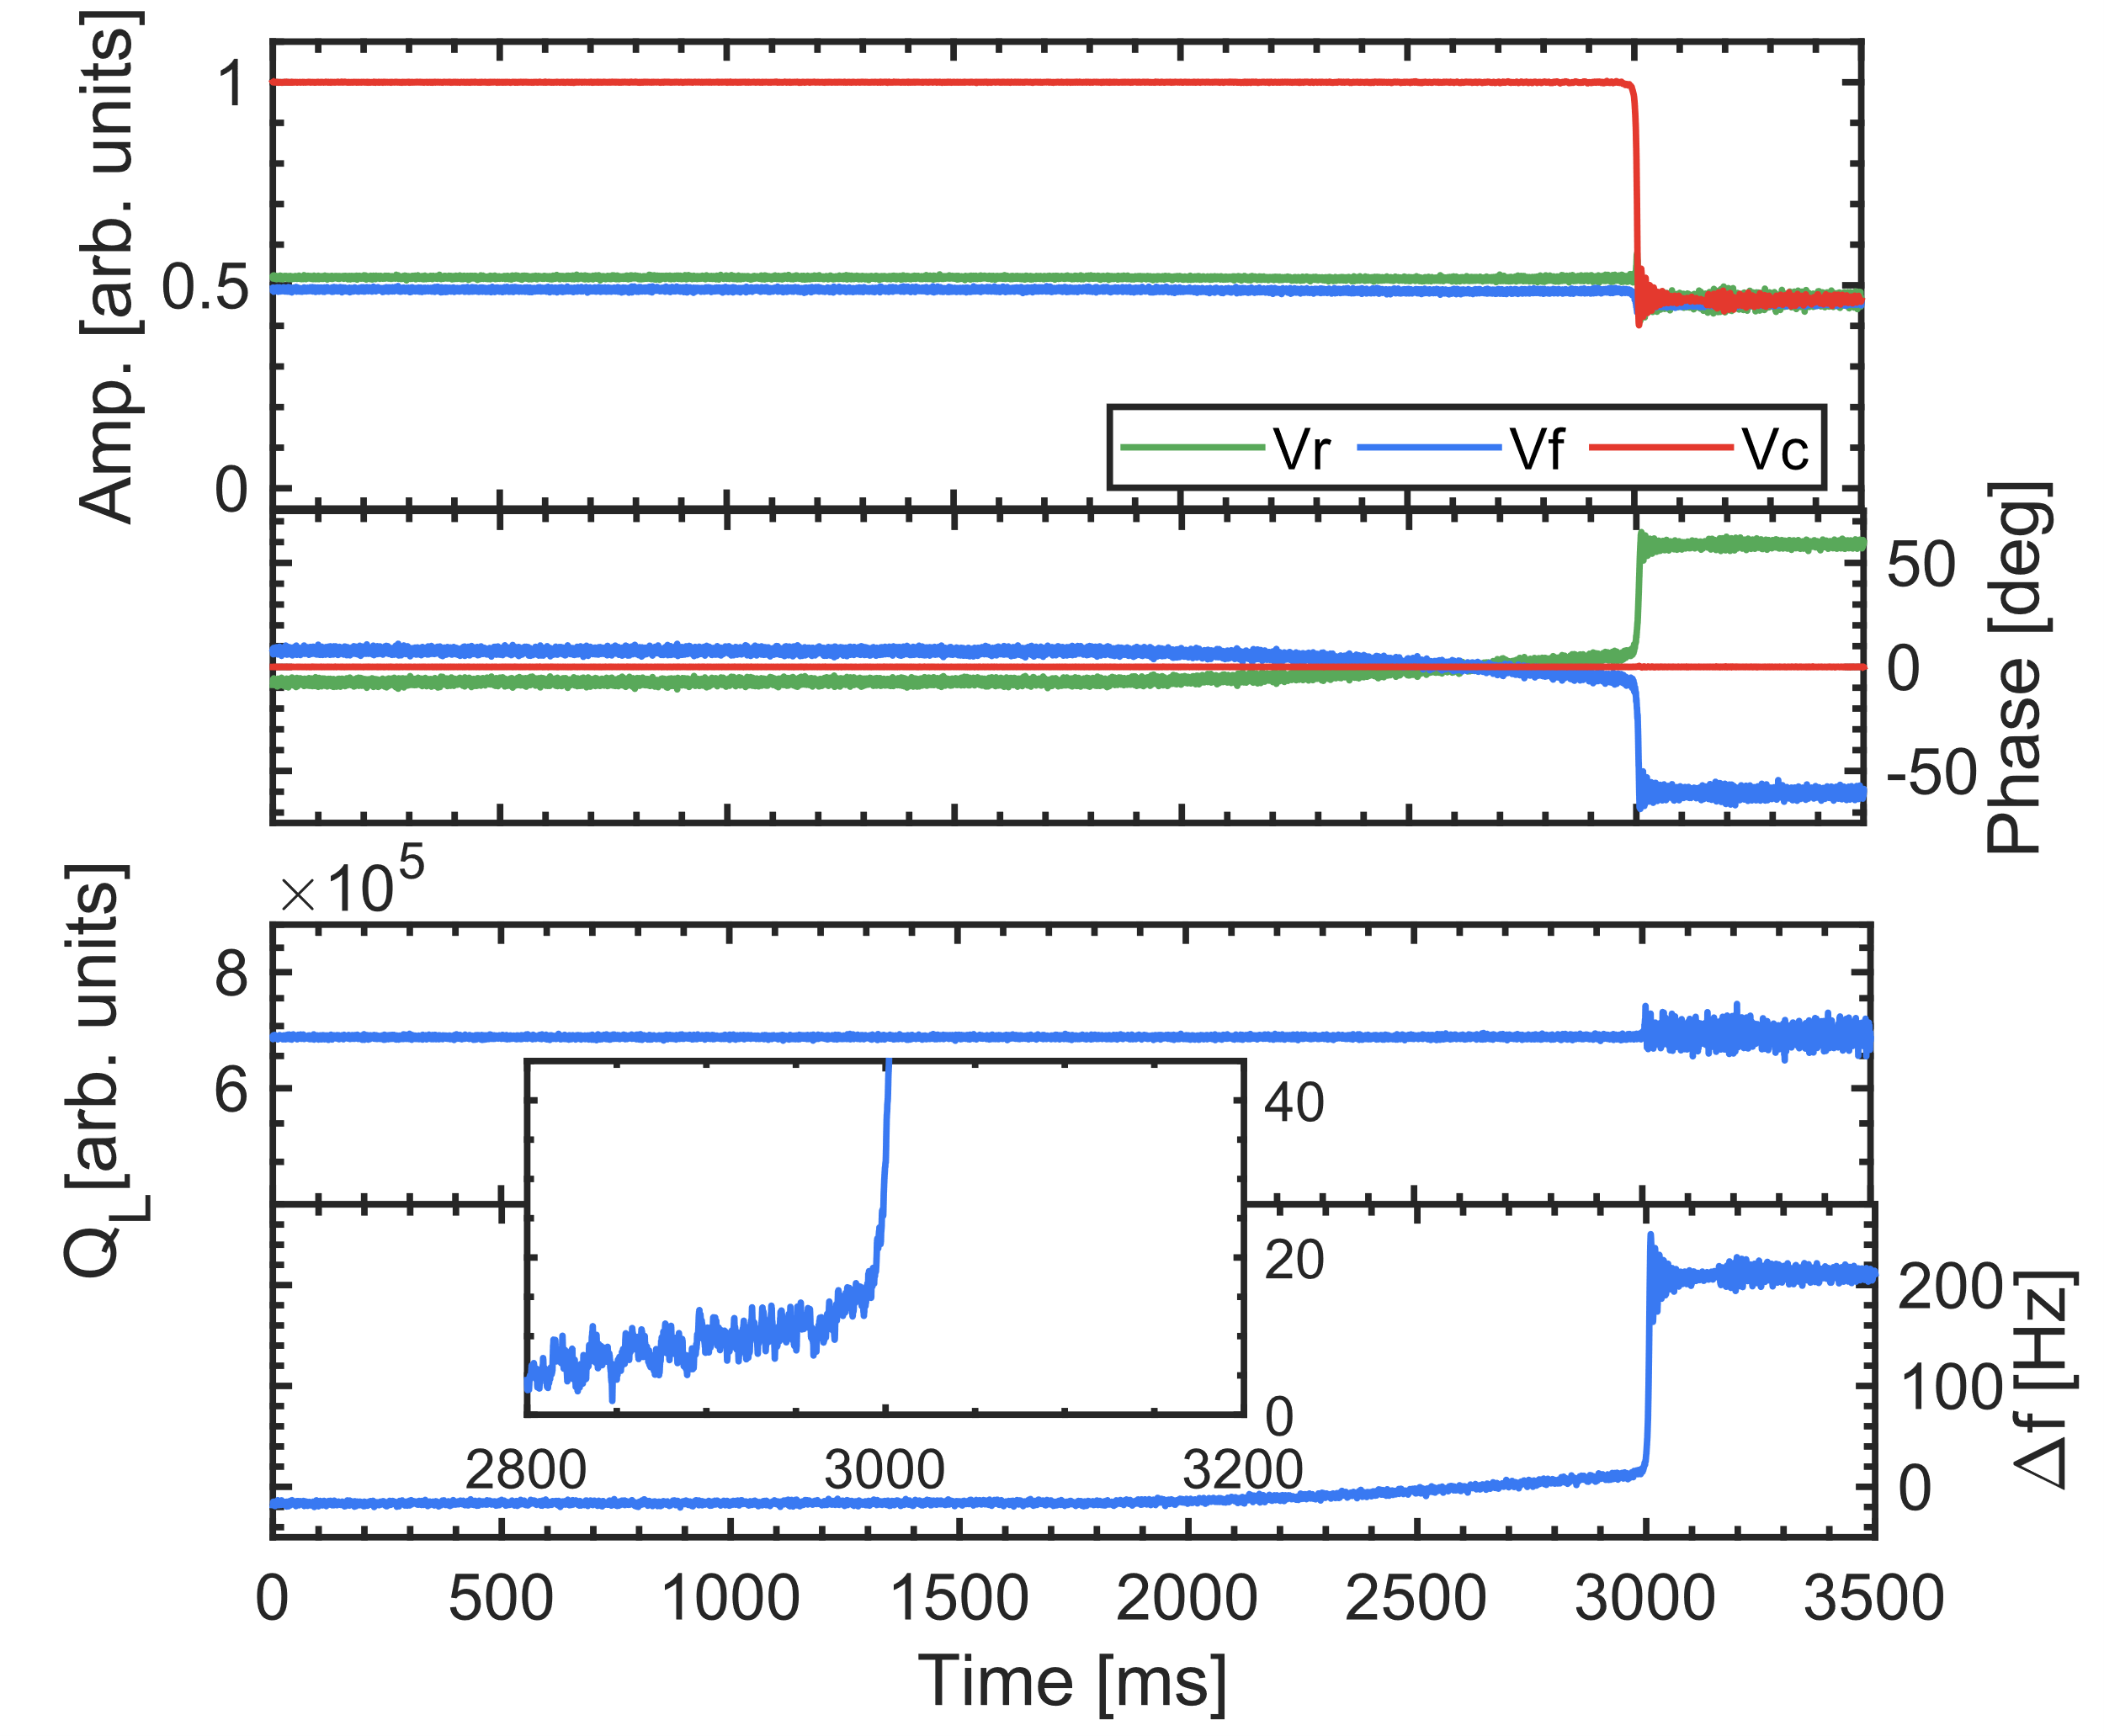 Amp. [arb. units]
1
0.5
0
Vr Vf Vc
Phase [deg]
50
0
-50
×10^5
Q_L [arb. units]
8
6
40
20
0
2800 3000 3200
200
100
0
Δf [Hz]
0 500 1000 1500 2000 2500 3000 3500
Time [ms]